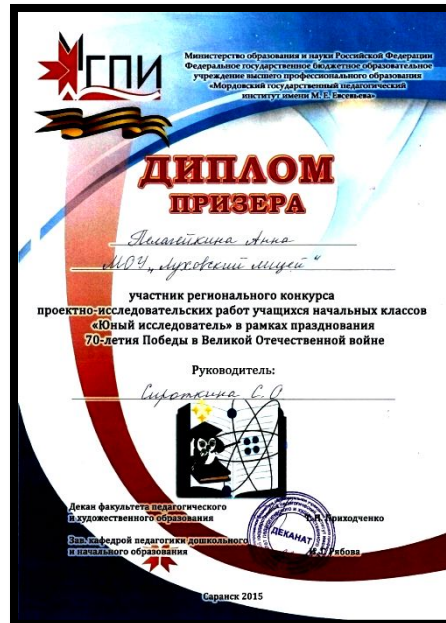 МГПИ
Министерство образования и науки Российской Федерации
Федеральное государственное бюджетное образовательное
учреждение высшего профессионального образования
«Мордовский государственный педагогический
институт имени М. Е. Евсевьева»
ДИПЛОМ
ПРИЗЕРА
Пелагейкина Анна
МОУ „Луховский лицей"
участник регионального конкурса
проектно-исследовательских работ учащихся начальных классов
«Юный исследователь» в рамках празднования
70-летия Победы в Великой Отечественной войне
Руководитель:
Сироткина С. О.
Декан факультета педагогического
и художественного образования
Приходченко
Зав. кафедрой педагогики дошкольного
и начального образования
Рябова
ДЕКАНАТ
Саранск 2015